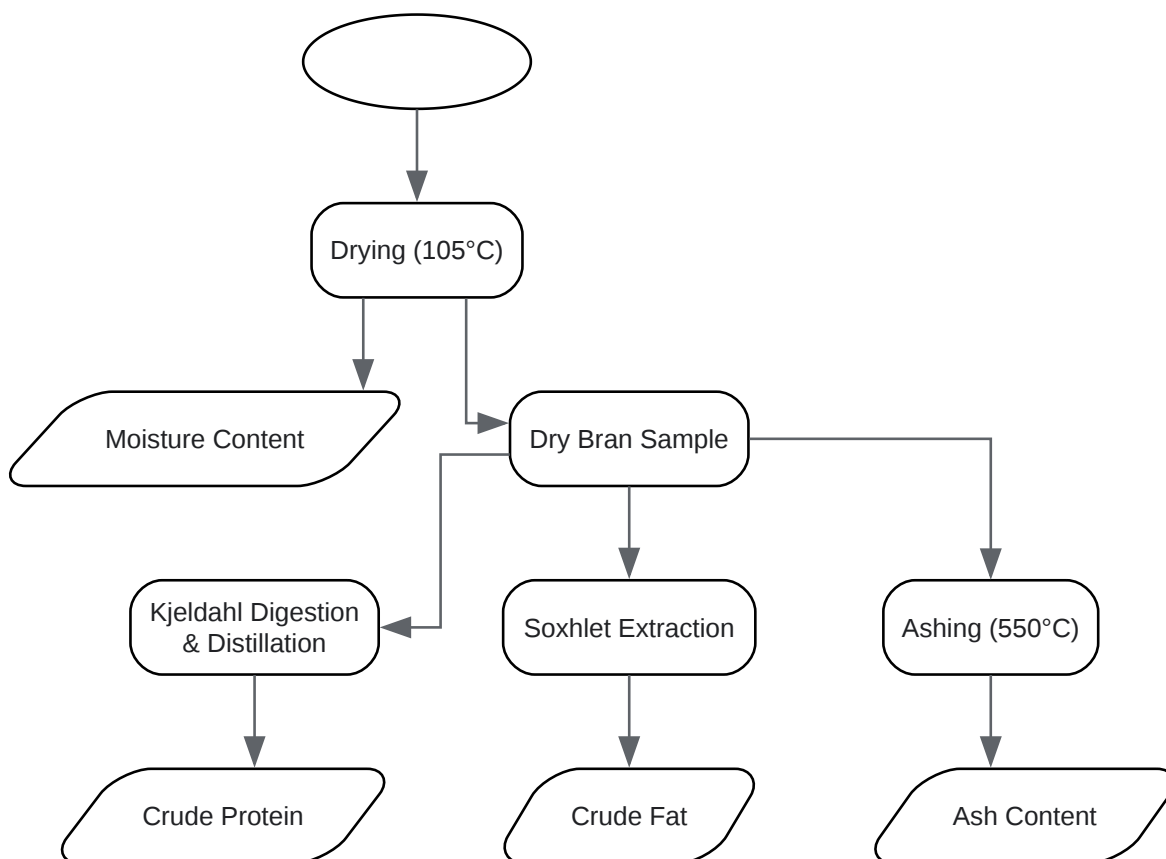 Drying (105°C)
Moisture Content
Dry Bran Sample
Kjeldahl Digestion
& Distillation
Soxhlet Extraction
Ashing (550°C)
Crude Protein
Crude Fat
Ash Content